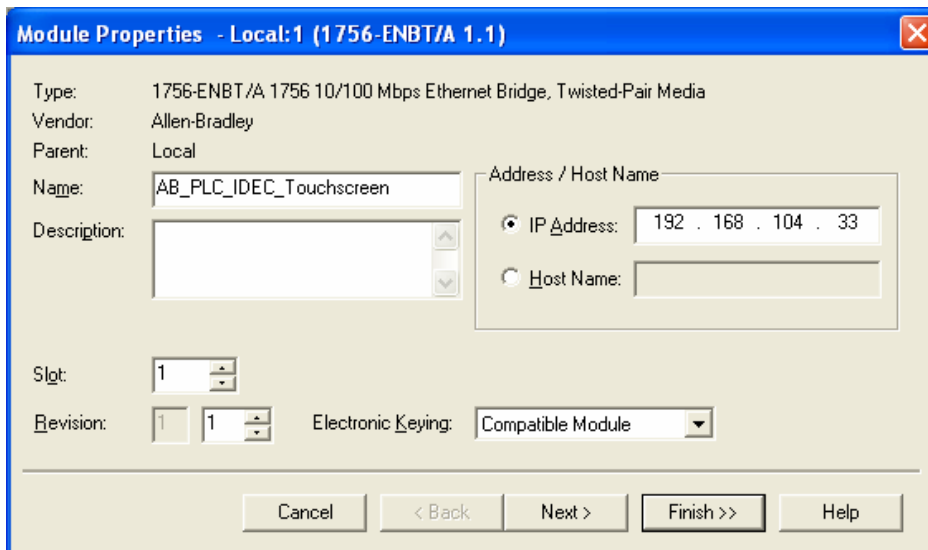 Module Properties - Local:1 (1756-ENBT/A 1.1)
Type: 1756-ENBT/A 1756 10/100 Mbps Ethernet Bridge, Twisted-Pair Media
Vendor: Allen-Bradley
Parent: Local
Name: AB_PLC_IDEC_Touchscreen
Address / Host Name
Description:
IP Address: 192 . 168 . 104 . 33
Host Name:
Slot: 1
Revision: 1 1 Electronic Keying: Compatible Module
Cancel < Back Next > Finish >> Help